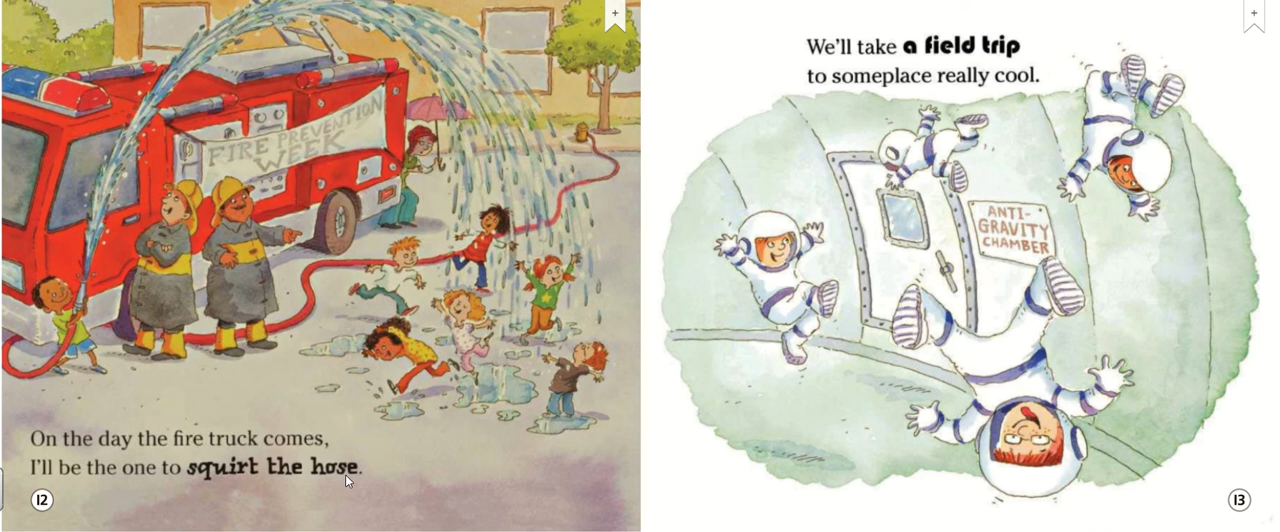 FIRE PREVENTION
WEEK
On the day the fire truck comes,
I'll be the one to squirt the hose.
12
We'll take a field trip
to someplace really cool.
ANTI-
GRAVITY
CHAMBER
13